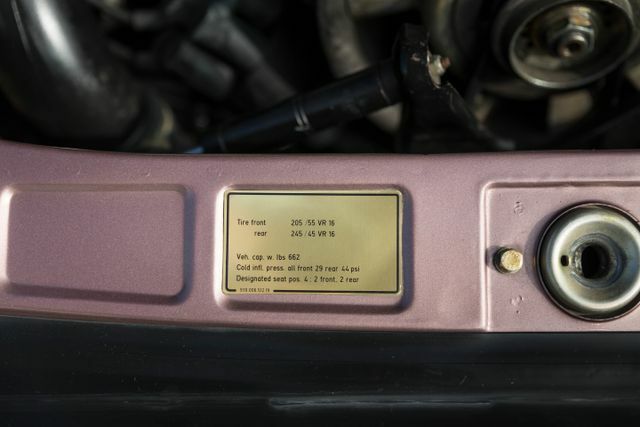 Tire front 205 /55 VR 16
rear 245 / 45 VR 16
Veh. cap. w. lbs 662
Cold infl. press. all front 29 rear 44 psi
Designated seat pos. 4 : 2 front, 2 rear